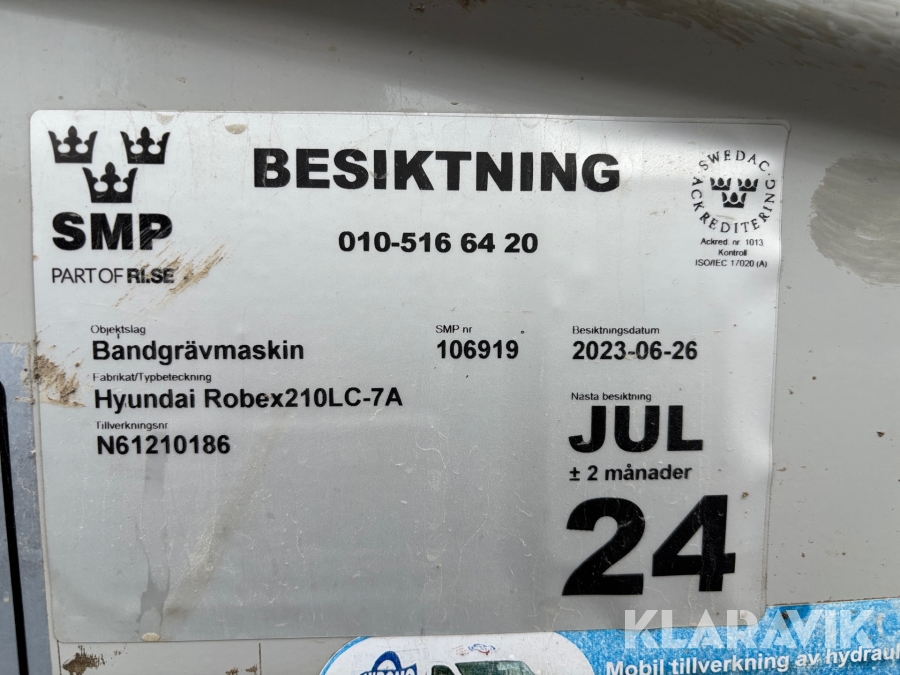 BESIKTNING
010-516 64 20
SMP
PART OF RI.SE
SWEDAC
ACKREDITERING
Ackred. nr 1013
Kontroll
ISO/IEC 17020 (A)
Objektslag
Bandgrävmaskin
SMP nr
106919
Besiktningsdatum
2023-06-26
Fabrikat/Typbeteckning
Hyundai Robex210LC-7A
Tillverkningsnr
N61210186
Nästa besiktning
JUL
± 2 månader
24
KLARAVIK
Mobil tillverkning av hydraul